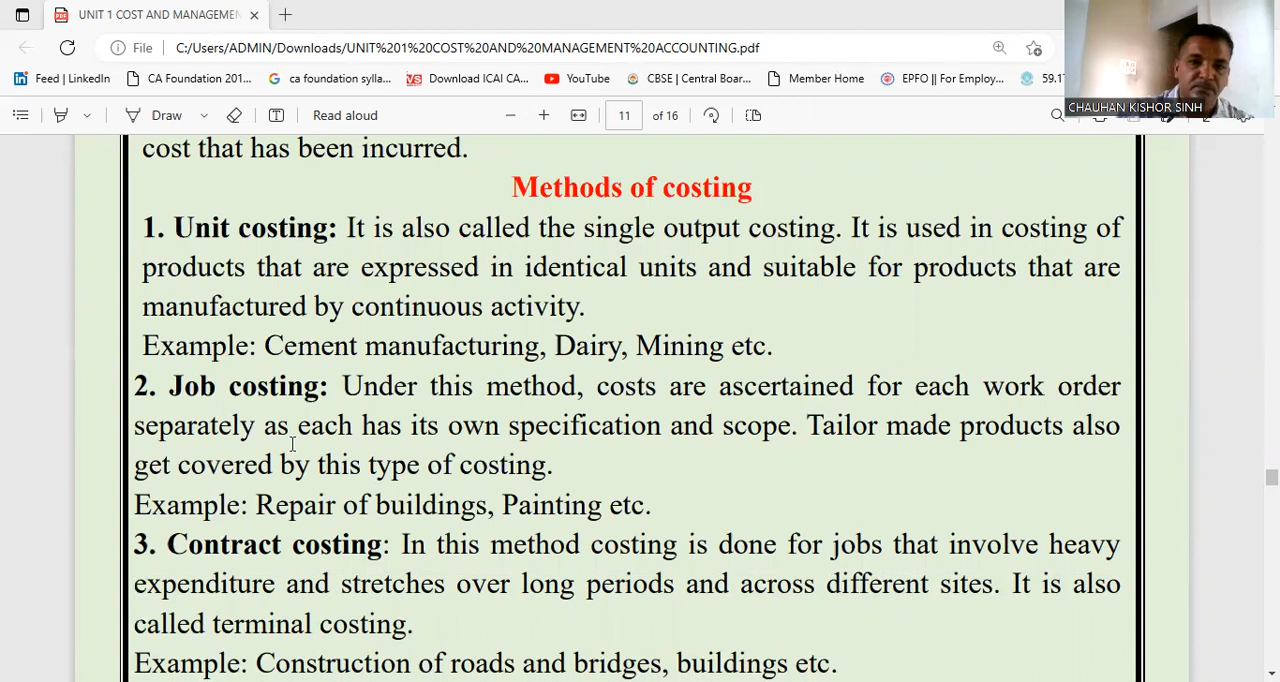 UNIT 1 COST AND MANAGEMEN
File
C:/Users/ADMIN/Downloads/UNIT%201%20COST%20AND%20MANAGEMENT%20ACCOUNTING.pdf
Feed | LinkedIn
CA Foundation 201...
ca foundation sylla...
Download ICAI CA...
YouTube
CBSE | Central Boar...
Member Home
EPFO || For Employ...
59.1
CHAUHAN KISHOR SINH
Draw
Read aloud
11 of 16
cost that has been incurred.
Methods of costing
1. Unit costing: It is also called the single output costing. It is used in costing of
products that are expressed in identical units and suitable for products that are
manufactured by continuous activity.
Example: Cement manufacturing, Dairy, Mining etc.
2. Job costing: Under this method, costs are ascertained for each work order
separately as each has its own specification and scope. Tailor made products also
get covered by this type of costing.
Example: Repair of buildings, Painting etc.
3. Contract costing: In this method costing is done for jobs that involve heavy
expenditure and stretches over long periods and across different sites. It is also
called terminal costing.
Example: Construction of roads and bridges, buildings etc.